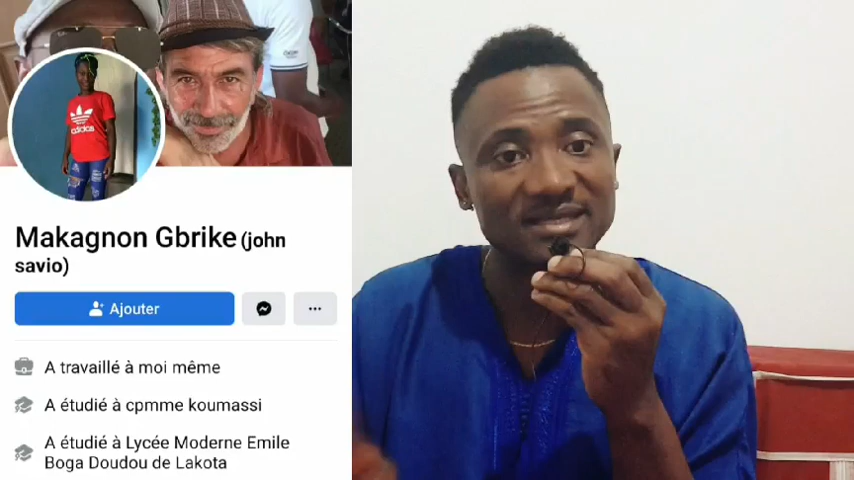 adidas
Makagnon Gbrike (john
savio)
Ajouter
A travaillé à moi même
A étudié à cpmme koumassi
A étudié à Lycée Moderne Emile
Boga Doudou de Lakota